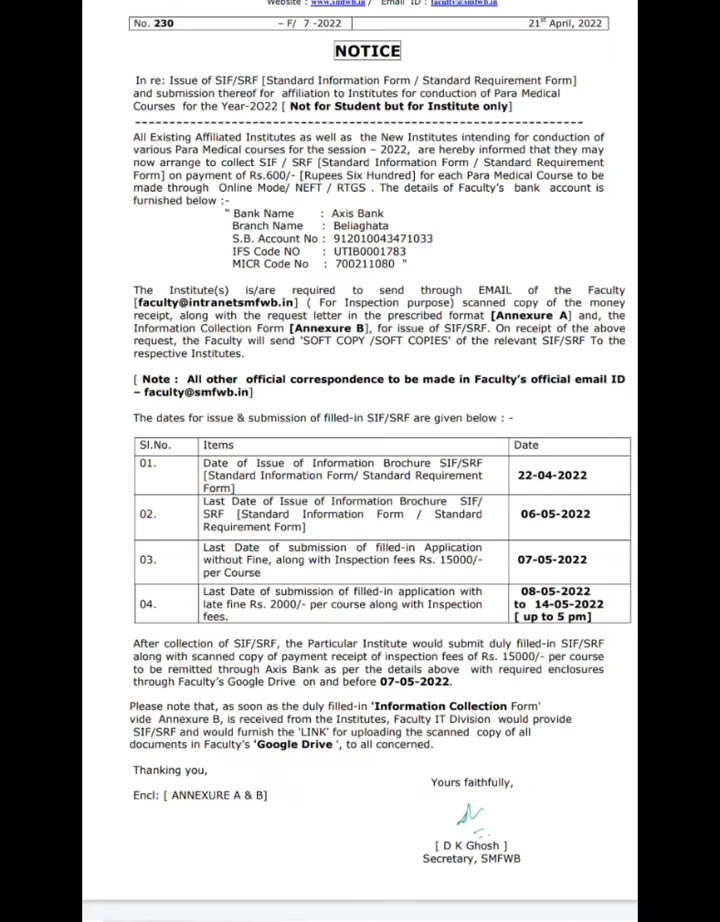 Website : www.smfwb.in / Email ID : faculty@smfwb.in
No. 230 – F/ 7 -2022 21st April, 2022
NOTICE
In re: Issue of SIF/SRF [Standard Information Form / Standard Requirement Form]
and submission thereof for affiliation to Institutes for conduction of Para Medical
Courses for the Year-2022 [ Not for Student but for Institute only]
----------------------------------------------------------------
All Existing Affiliated Institutes as well as the New Institutes intending for conduction of
various Para Medical courses for the session – 2022, are hereby informed that they may
now arrange to collect SIF / SRF [Standard Information Form / Standard Requirement
Form] on payment of Rs.600/- [Rupees Six Hundred] for each Para Medical Course to be
made through Online Mode/ NEFT / RTGS . The details of Faculty's bank account is
furnished below :-
" Bank Name : Axis Bank
Branch Name : Beliaghata
S.B. Account No : 912010043471033
IFS Code NO : UTIB0001783
MICR Code No : 700211080 "
The Institute(s) is/are required to send through EMAIL of the Faculty
[faculty@intranetsmfwb.in] ( For Inspection purpose) scanned copy of the money
receipt, along with the request letter in the prescribed format [Annexure A] and, the
Information Collection Form [Annexure B], for issue of SIF/SRF. On receipt of the above
request, the Faculty will send 'SOFT COPY /SOFT COPIES' of the relevant SIF/SRF To the
respective Institutes.
[ Note : All other official correspondence to be made in Faculty's official email ID
– faculty@smfwb.in]
The dates for issue & submission of filled-in SIF/SRF are given below : -
Sl.No. Items Date
01. Date of Issue of Information Brochure SIF/SRF
[Standard Information Form/ Standard Requirement 22-04-2022
Form]
Last Date of Issue of Information Brochure SIF/
02. SRF [Standard Information Form / Standard 06-05-2022
Requirement Form]
Last Date of submission of filled-in Application
03. without Fine, along with Inspection fees Rs. 15000/- 07-05-2022
per Course
Last Date of submission of filled-in application with 08-05-2022
04. late fine Rs. 2000/- per course along with Inspection to 14-05-2022
fees. [ up to 5 pm]
After collection of SIF/SRF, the Particular Institute would submit duly filled-in SIF/SRF
along with scanned copy of payment receipt of inspection fees of Rs. 15000/- per course
to be remitted through Axis Bank as per the details above with required enclosures
through Faculty's Google Drive on and before 07-05-2022.
Please note that, as soon as the duly filled-in 'Information Collection Form'
vide Annexure B, is received from the Institutes, Faculty IT Division would provide
SIF/SRF and would furnish the 'LINK' for uploading the scanned copy of all
documents in Faculty's 'Google Drive ', to all concerned.
Thanking you,
Yours faithfully,
Encl: [ ANNEXURE A & B]
[ D K Ghosh ]
Secretary, SMFWB